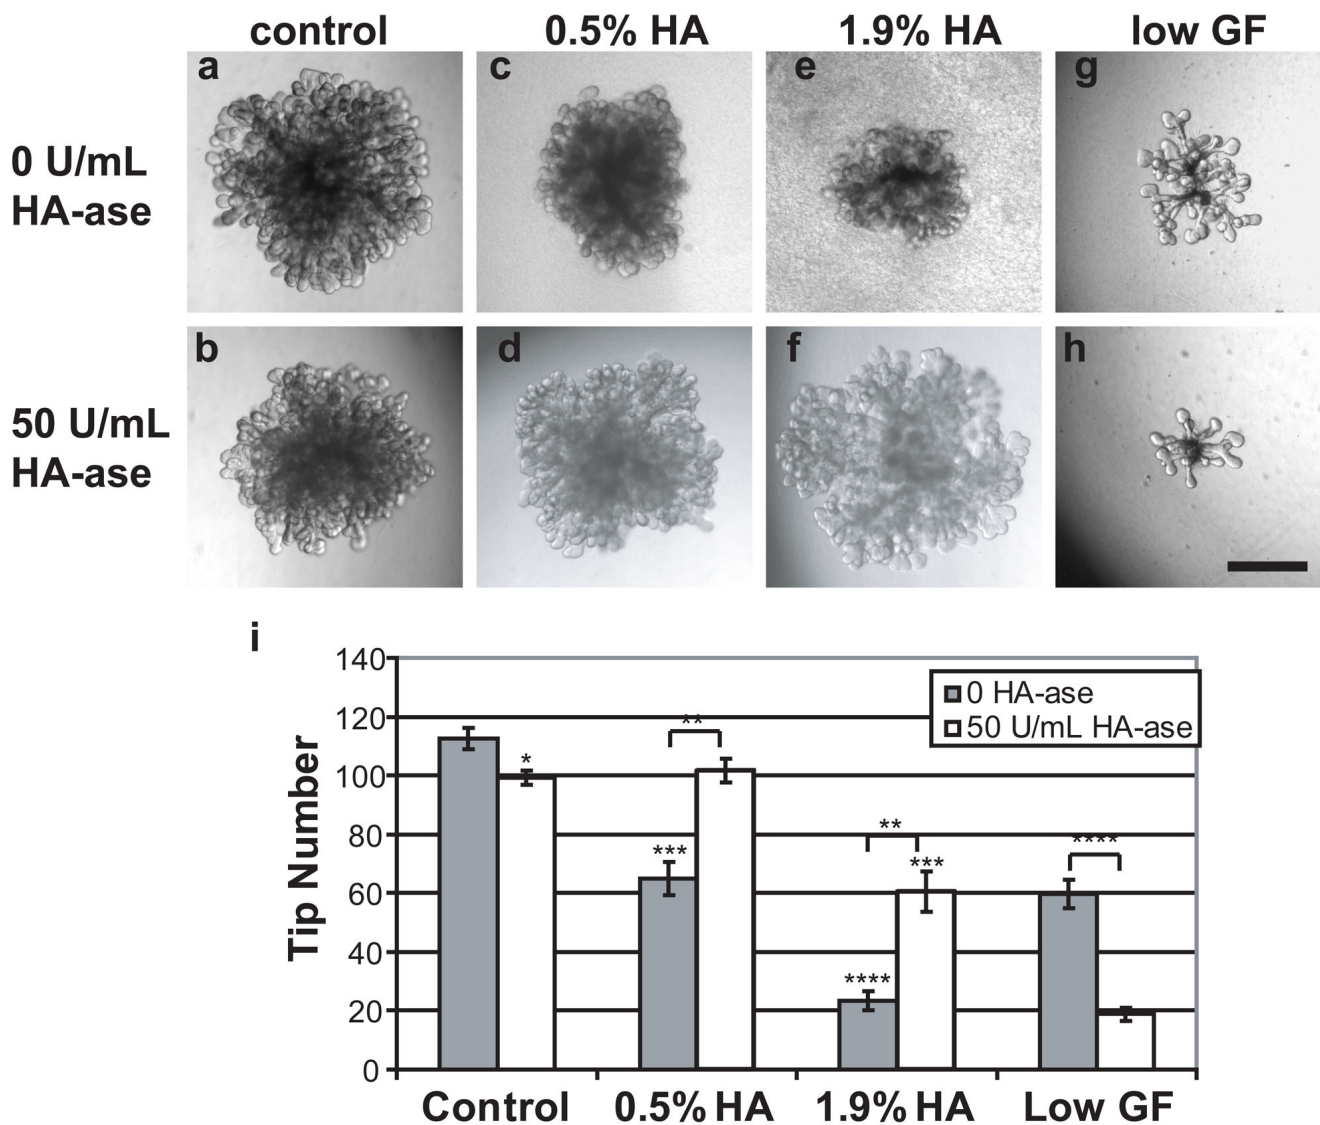 control 0.5% HA 1.9% HA low GF
0 U/mL
HA-ase
a c e g
50 U/mL
HA-ase
b d f h
i
Tip Number
140
120
100
80
60
40
20
0
0 HA-ase
50 U/mL HA-ase
*
**
***
**
***
****
****
Control 0.5% HA 1.9% HA Low GF